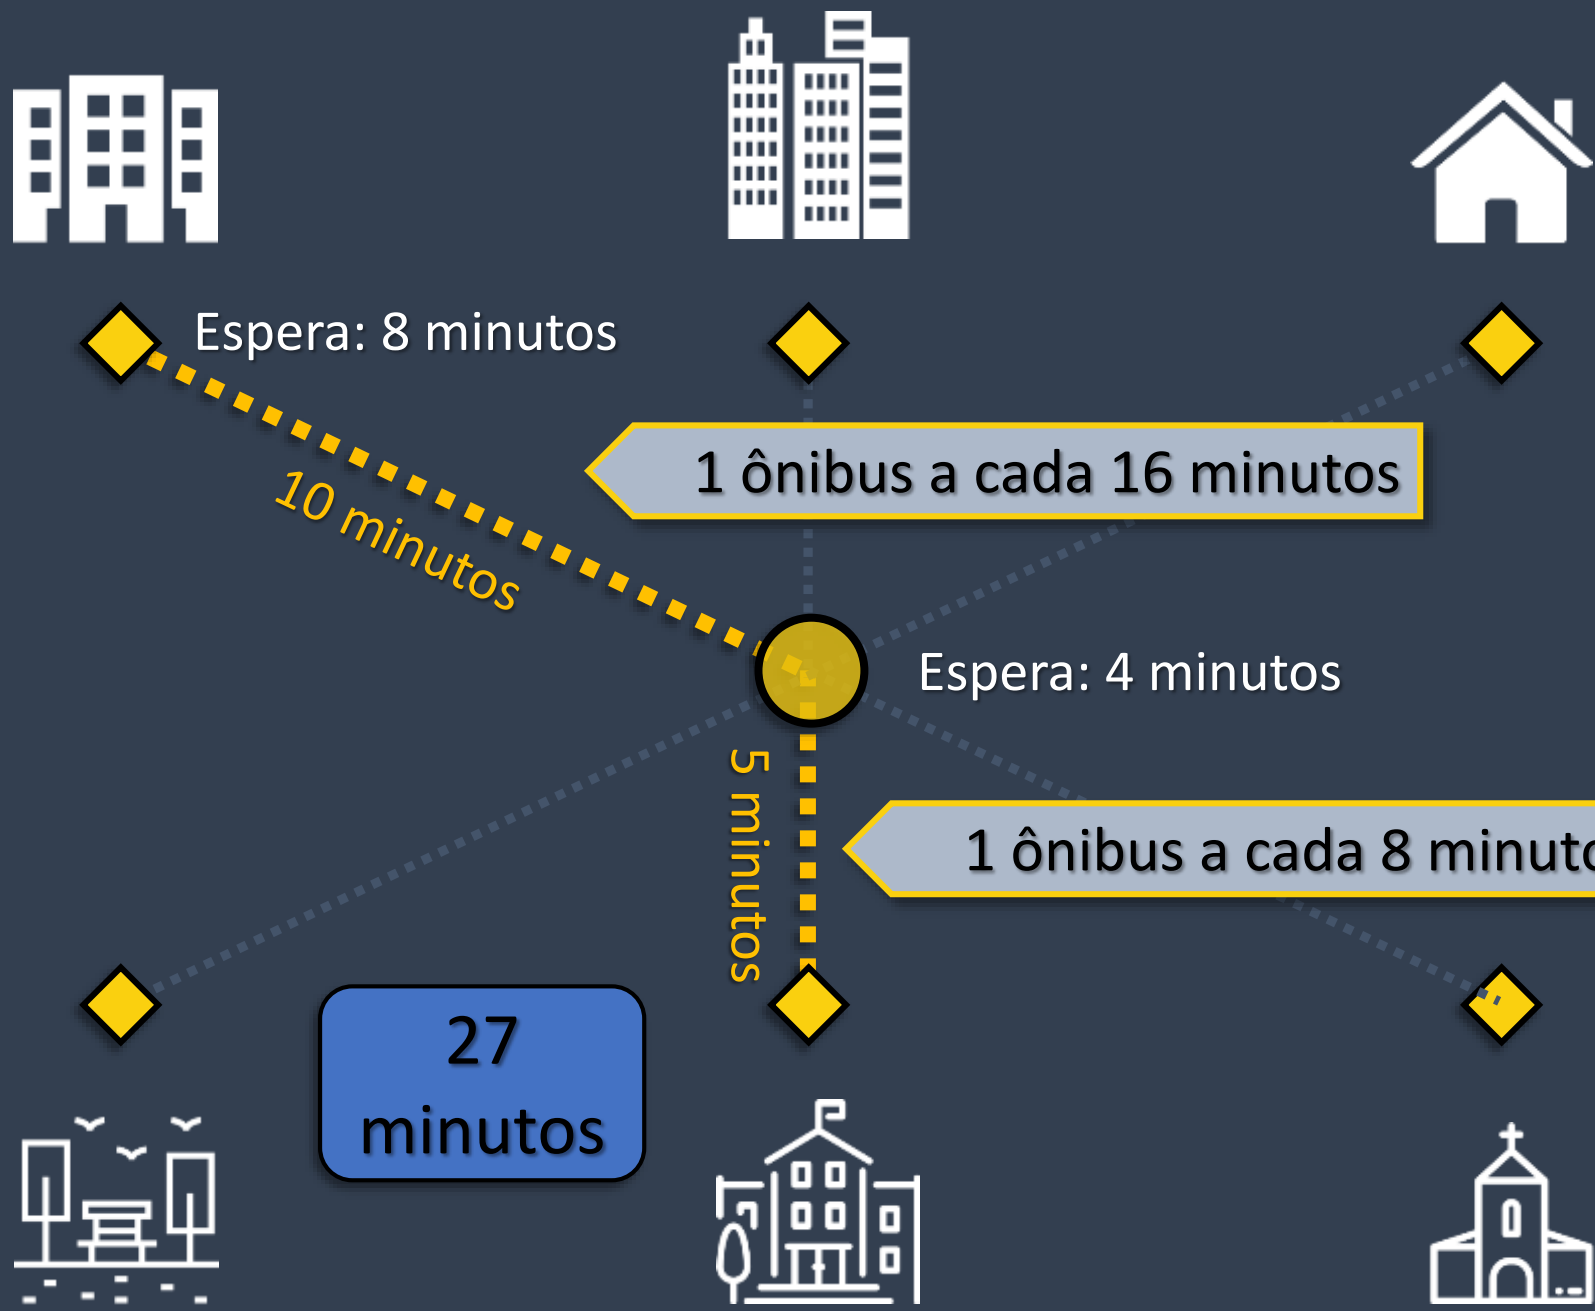 Espera: 8 minutos
1 ônibus a cada 16 minutos
10 minutos
Espera: 4 minutos
5 minutos
1 ônibus a cada 8
27
minutos